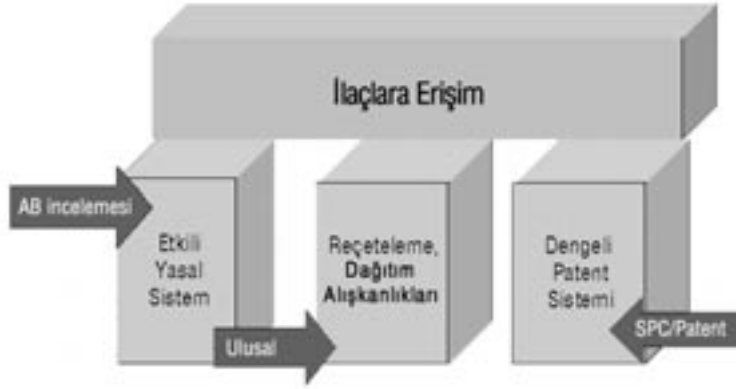 İlaçlara Erişim
AB incelemesi
Etkili
Yasal
Sistem
Reçeteleme,
Dağıtım
Alışkanlıkları
Dengeli
Patent
Sistemi
Ulusal
SPC/Patent